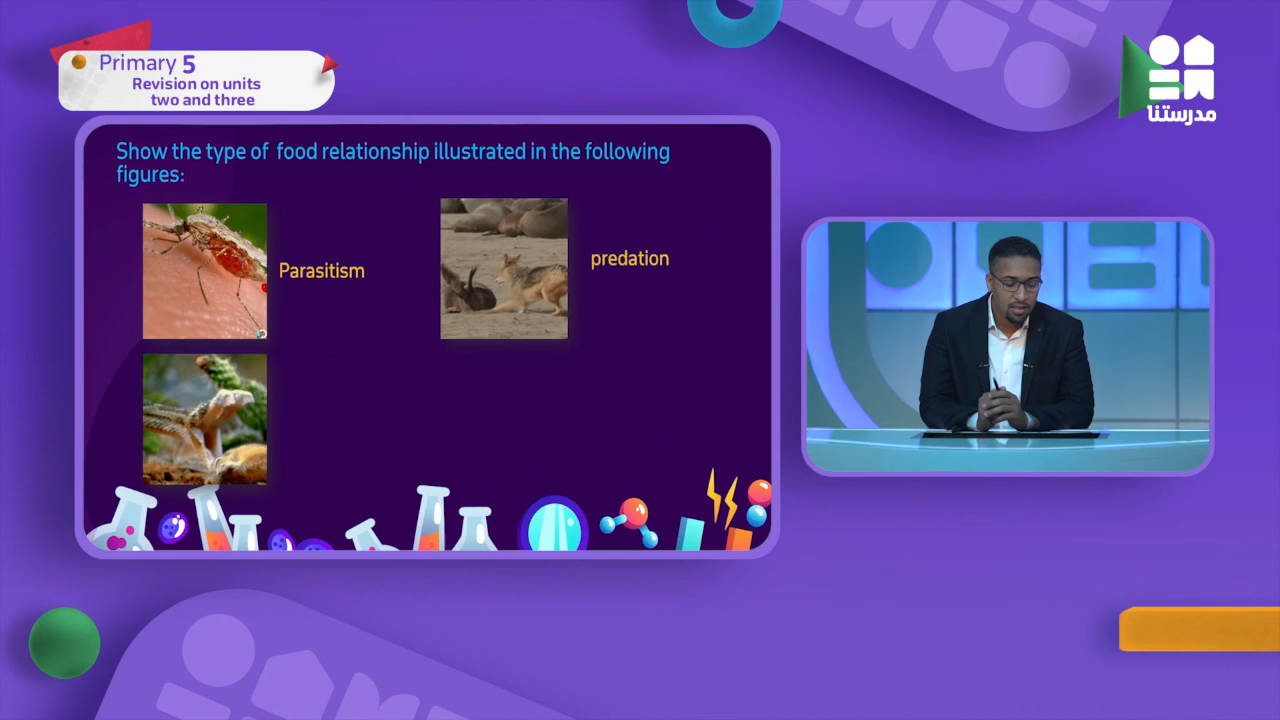 Primary 5
Revision on units
two and three
مدرستنا
Show the type of food relationship illustrated in the following
figures:
Parasitism
predation